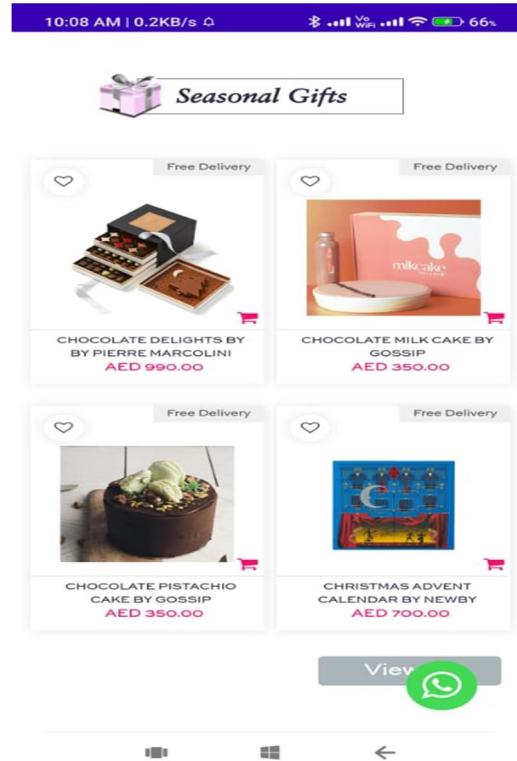 10:08 AM | 0.2KB/s
Vo WiFi 66%
Seasonal Gifts
Free Delivery
Free Delivery
milkcake
CHOCOLATE DELIGHTS BY
BY PIERRE MARCOLINI
AED 990.00
CHOCOLATE MILK CAKE BY
GOSSIP
AED 350.00
Free Delivery
Free Delivery
CHOCOLATE PISTACHIO
CAKE BY GOSSIP
AED 350.00
CHRISTMAS ADVENT
CALENDAR BY NEWBY
AED 700.00
View